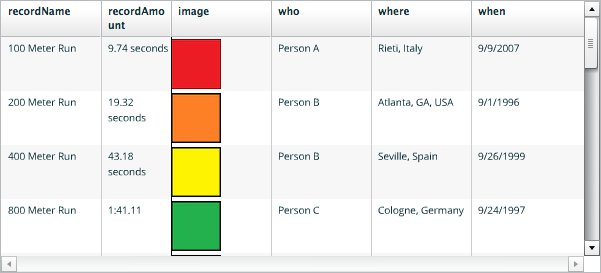 recordName recordAmo
unt image who where when
100 Meter Run 9.74 seconds Person A Rieti, Italy 9/9/2007
200 Meter Run 19.32
seconds Person B Atlanta, GA, USA 9/1/1996
400 Meter Run 43.18
seconds Person B Seville, Spain 9/26/1999
800 Meter Run 1:41.11 Person C Cologne, Germany 9/24/1997